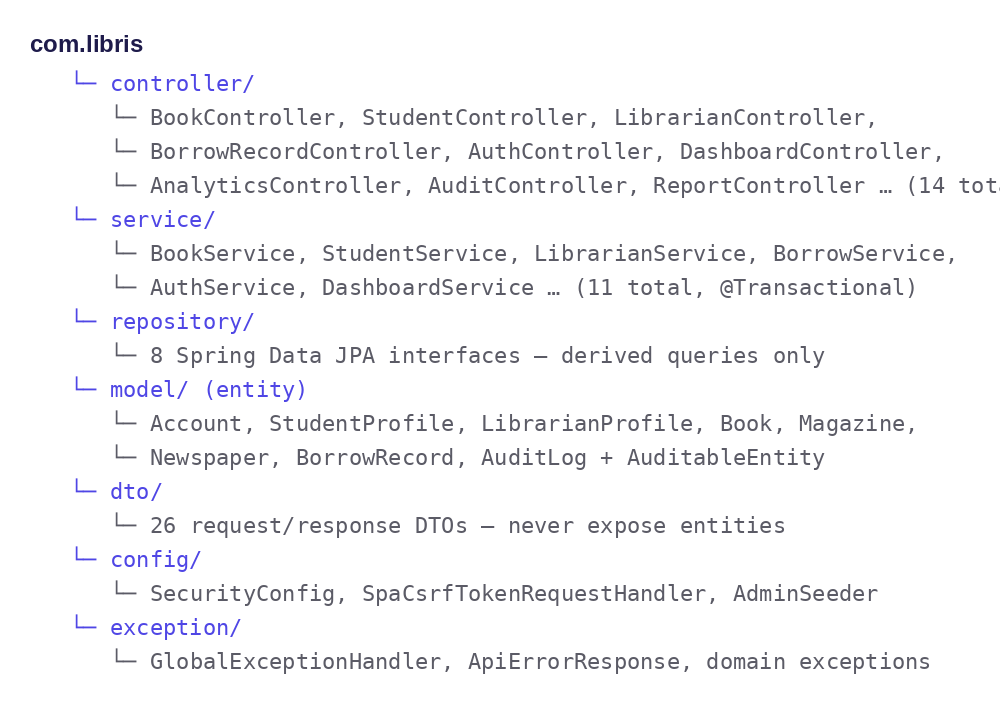 com.libris
└─ controller/
└─ BookController, StudentController, LibrarianController,
└─ BorrowRecordController, AuthController, DashboardController,
└─ AnalyticsController, AuditController, ReportController … (14
└─ service/
└─ BookService, StudentService, LibrarianService, BorrowService,
└─ AuthService, DashboardService … (11 total, @Transactional)
└─ repository/
└─ 8 Spring Data JPA interfaces — derived queries only
└─ model/ (entity)
└─ Account, StudentProfile, LibrarianProfile, Book, Magazine,
└─ Newspaper, BorrowRecord, AuditLog + AuditableEntity
└─ dto/
└─ 26 request/response DTOs — never expose entities
└─ config/
└─ SecurityConfig, SpaCsrfTokenRequestHandler, AdminSeeder
└─ exception/
└─ GlobalExceptionHandler, ApiErrorResponse, domain exceptions